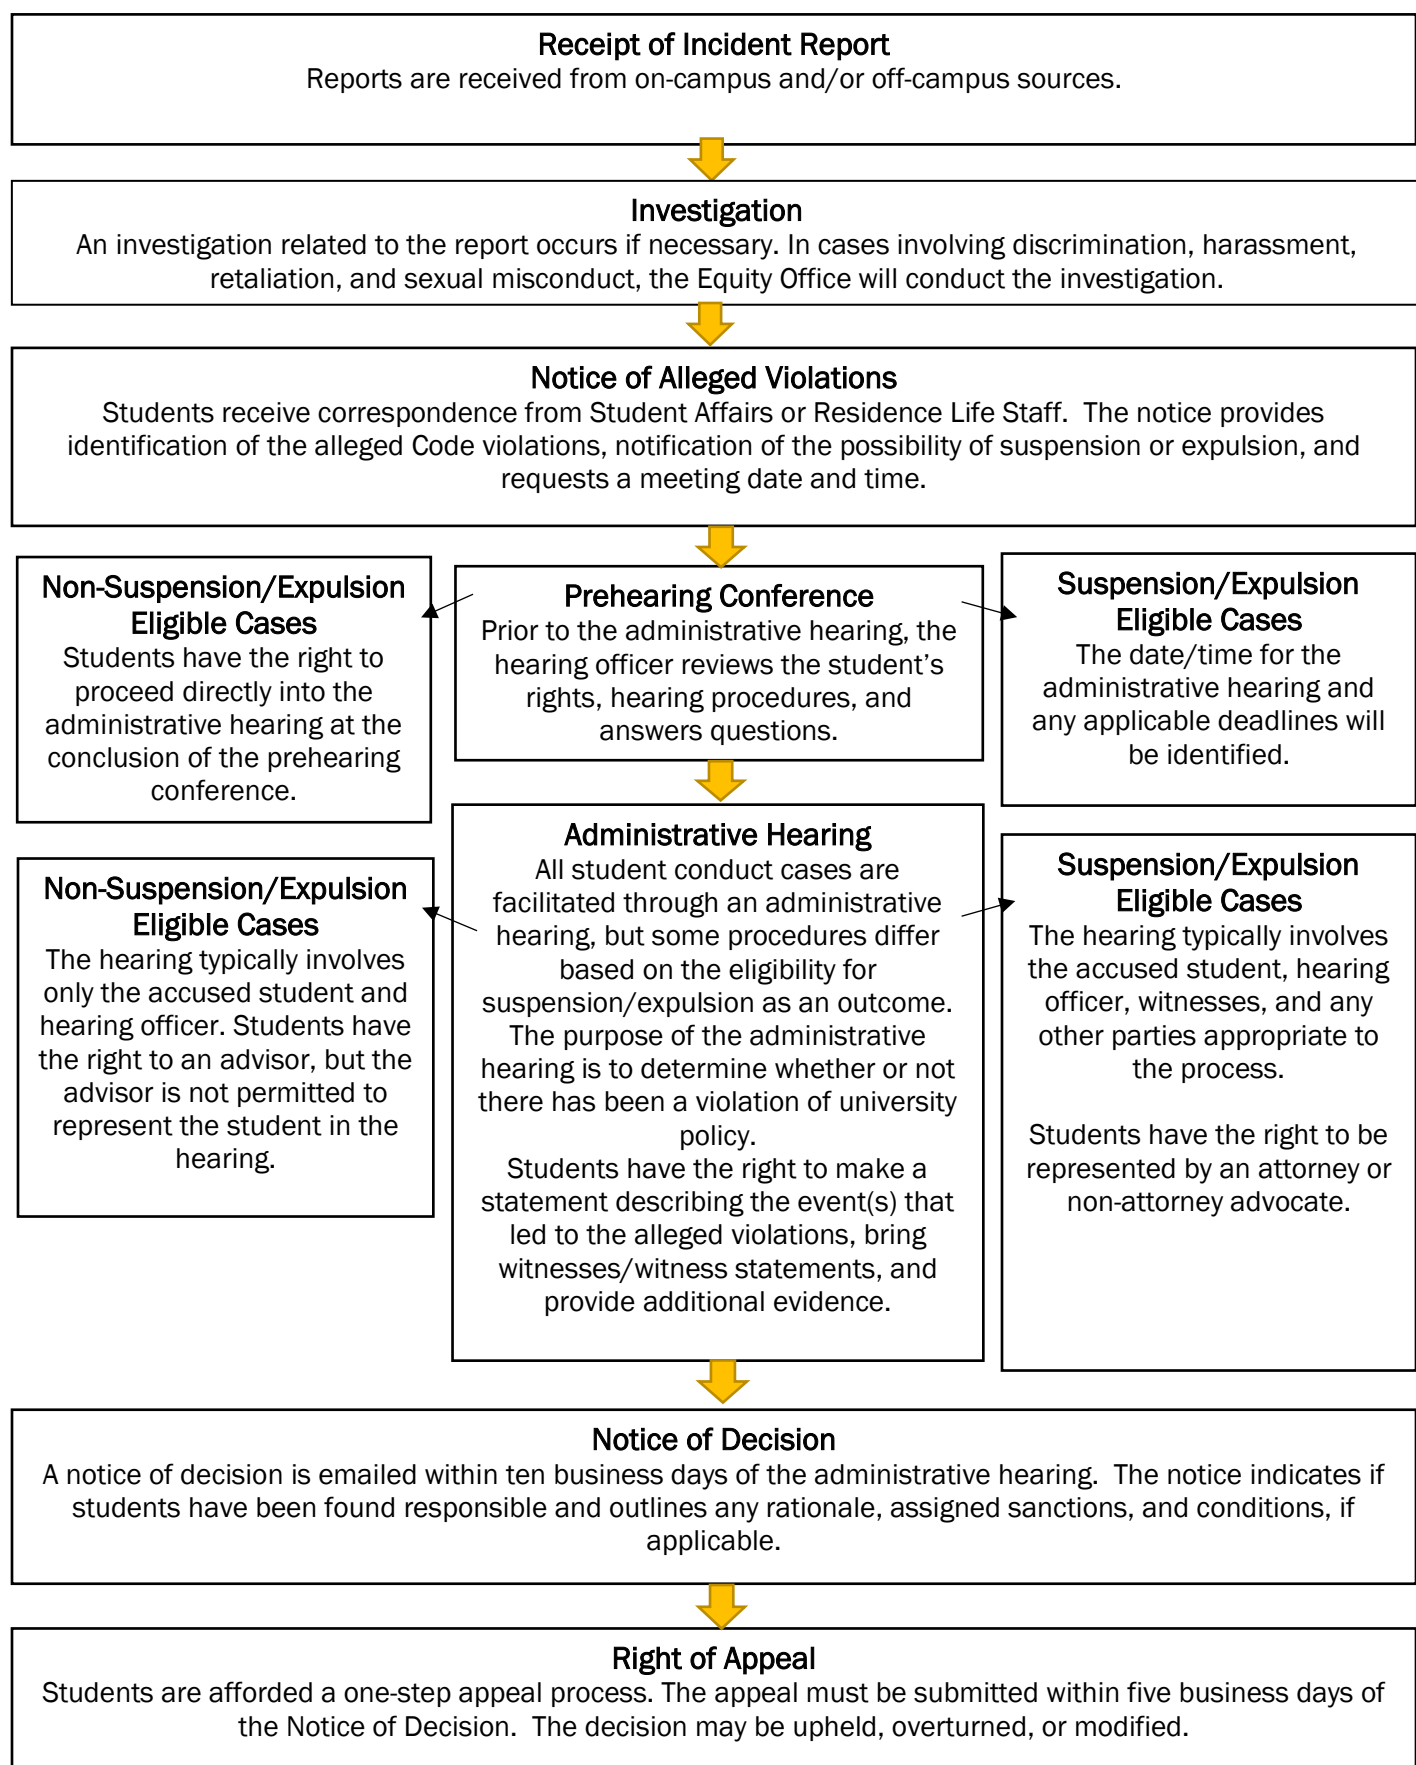 Receipt of Incident Report
Reports are received from on-campus and/or off-campus sources.
Investigation
An investigation related to the report occurs if necessary. In cases involving discrimination, harassment,
retaliation, and sexual misconduct, the Equity Office will conduct the investigation.
Notice of Alleged Violations
Students receive correspondence from Student Affairs or Residence Life Staff.  The notice provides
identification of the alleged Code violations, notification of the possibility of suspension or expulsion, and
requests a meeting date and time.
Non-Suspension/Expulsion
Eligible Cases
Students have the right to
proceed directly into the
administrative hearing at the
conclusion of the prehearing
conference.
Prehearing Conference
Prior to the administrative hearing, the
hearing officer reviews the student’s
rights, hearing procedures, and
answers questions.
Suspension/Expulsion
Eligible Cases
The date/time for the
administrative hearing and
any applicable deadlines will
be identified.
Non-Suspension/Expulsion
Eligible Cases
The hearing typically involves
only the accused student and
hearing officer. Students have
the right to an advisor, but the
advisor is not permitted to
represent the student in the
hearing.
Administrative Hearing
All student conduct cases are
facilitated through an administrative
hearing, but some procedures differ
based on the eligibility for
suspension/expulsion as an outcome.
The purpose of the administrative
hearing is to determine whether or not
there has been a violation of university
policy.
Students have the right to make a
statement describing the event(s) that
led to the alleged violations, bring
witnesses/witness statements, and
provide additional evidence.
Suspension/Expulsion
Eligible Cases
The hearing typically involves
the accused student, hearing
officer, witnesses, and any
other parties appropriate to
the process.
Students have the right to be
represented by an attorney or
non-attorney advocate.
Notice of Decision
A notice of decision is emailed within ten business days of the administrative hearing.  The notice indicates if
students have been found responsible and outlines any rationale, assigned sanctions, and conditions, if
applicable.
Right of Appeal
Students are afforded a one-step appeal process. The appeal must be submitted within five business days of
the Notice of Decision.  The decision may be upheld, overturned, or modified.